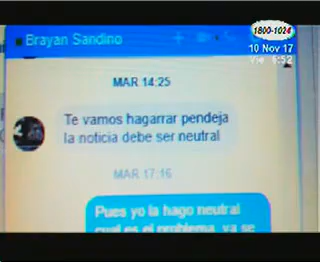 Brayan Sandino
1800-1024
10 Nov 17
Vie 6:52
MAR 14:25
Te vamos hagarrar pendeja
la noticia debe ser neutral
MAR 17:16
Pues yo la hago neutral
cual es el problema, ya se